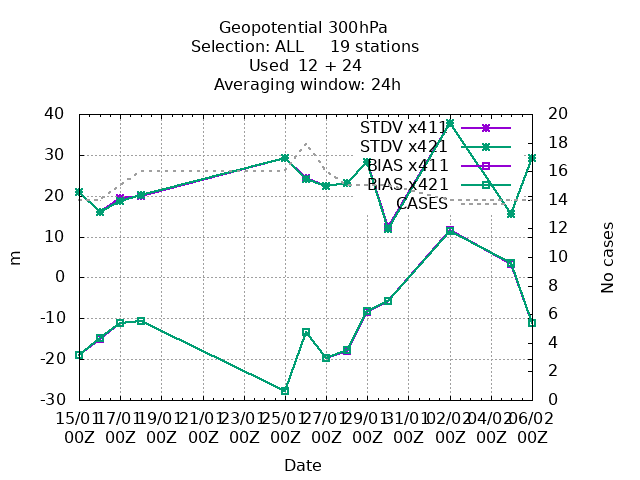 Geopotential 300hPa
Selection: ALL 19 stations
Used 12 + 24
Averaging window: 24h
40 20
STDV x411
18
STDV x421
30
BIAS x411 16
BIAS x421
20 14
CASES
12
10
m No cases
10
0
8
6
-10
4
-20
2
-30 0
15/01 17/01 19/01 21/01 23/01 25/01 27/01 29/01 31/01 02/02 04/02 06/02
00Z 00Z 00Z 00Z 00Z 00Z 00Z 00Z 00Z 00Z 00Z 00Z
Date